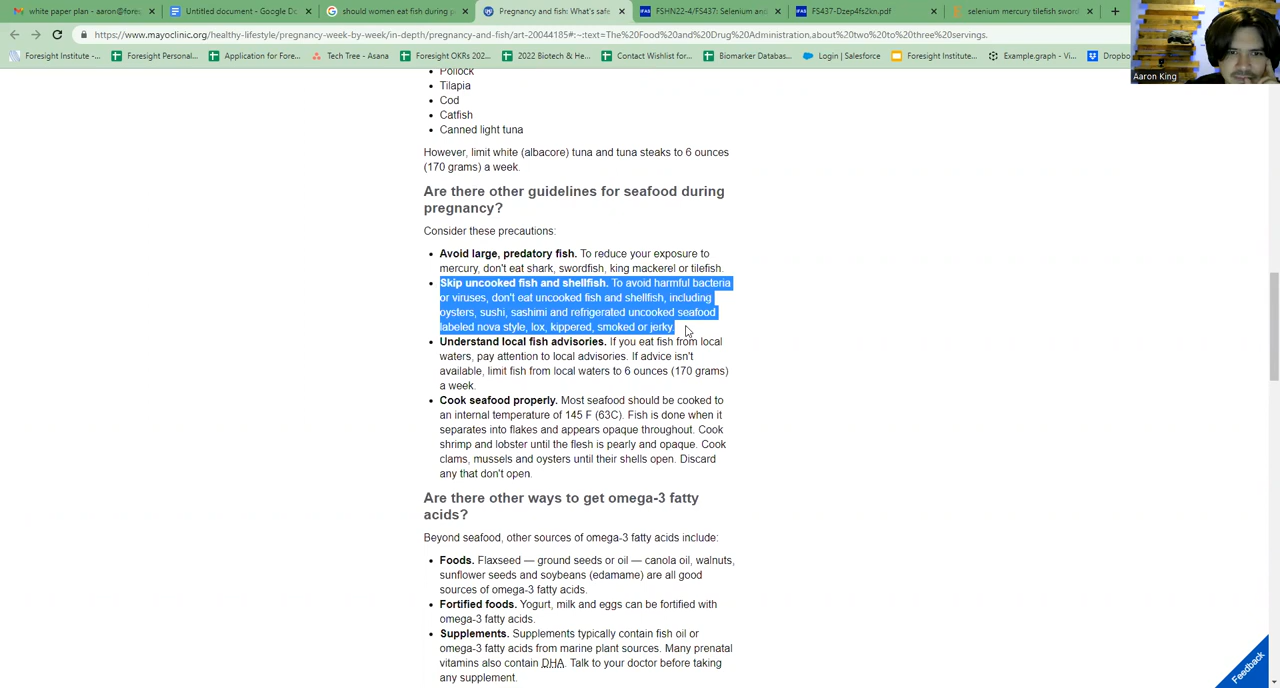 white paper plan - aaron@fore
Untitled document - Google Do
should women eat fish during p
Pregnancy and fish: What's safe
FSHN22-4/FS437: Selenium and
FS437-Dzep4fs2kn.pdf
selenium mercury tilefish sword
https://www.mayoclinic.org/healthy-lifestyle/pregnancy-week-by-week/in-depth/pregnancy-and-fish/art-20044185#:~:text=The%20Food%20and%20Drug%20Administration,about%20two%20to%20three%20servings.
Foresight Institute -...
Foresight Personal...
Application for Fore...
Tech Tree - Asana
Foresight OKRs 202...
2022 Biotech & He...
Contact Wishlist for...
Biomarker Databas...
Login | Salesforce
Foresight Institute...
Example.graph - Vi...
Dropbo
Aaron King
• Pollock
• Tilapia
• Cod
• Catfish
• Canned light tuna
However, limit white (albacore) tuna and tuna steaks to 6 ounces
(170 grams) a week.
Are there other guidelines for seafood during
pregnancy?
Consider these precautions:
• Avoid large, predatory fish. To reduce your exposure to
mercury, don't eat shark, swordfish, king mackerel or tilefish.
• Skip uncooked fish and shellfish. To avoid harmful bacteria
or viruses, don't eat uncooked fish and shellfish, including
oysters, sushi, sashimi and refrigerated uncooked seafood
labeled nova style, lox, kippered, smoked or jerky.
• Understand local fish advisories. If you eat fish from local
waters, pay attention to local advisories. If advice isn't
available, limit fish from local waters to 6 ounces (170 grams)
a week.
• Cook seafood properly. Most seafood should be cooked to
an internal temperature of 145 F (63C). Fish is done when it
separates into flakes and appears opaque throughout. Cook
shrimp and lobster until the flesh is pearly and opaque. Cook
clams, mussels and oysters until their shells open. Discard
any that don't open.
Are there other ways to get omega-3 fatty
acids?
Beyond seafood, other sources of omega-3 fatty acids include:
• Foods. Flaxseed — ground seeds or oil — canola oil, walnuts,
sunflower seeds and soybeans (edamame) are all good
sources of omega-3 fatty acids.
• Fortified foods. Yogurt, milk and eggs can be fortified with
omega-3 fatty acids.
• Supplements. Supplements typically contain fish oil or
omega-3 fatty acids from marine plant sources. Many prenatal
vitamins also contain DHA. Talk to your doctor before taking
any supplement.
Feedback